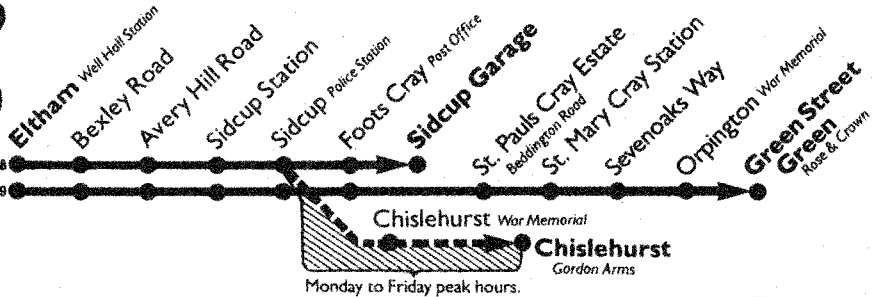 Eltham Well Hall Station
Bexley Road
Avery Hill Road
Sidcup Station
Sidcup Police Station
Foots Cray Post Office
Sidcup Garage
St. Pauls Cray Estate
Beddington Road
St. Mary Cray Station
Sevenoaks Way
Orpington War Memorial
Green Street
Green
Rose & Crown
8
9
Chislehurst War Memorial
Chislehurst
Gordon Arms
Monday to Friday peak hours.